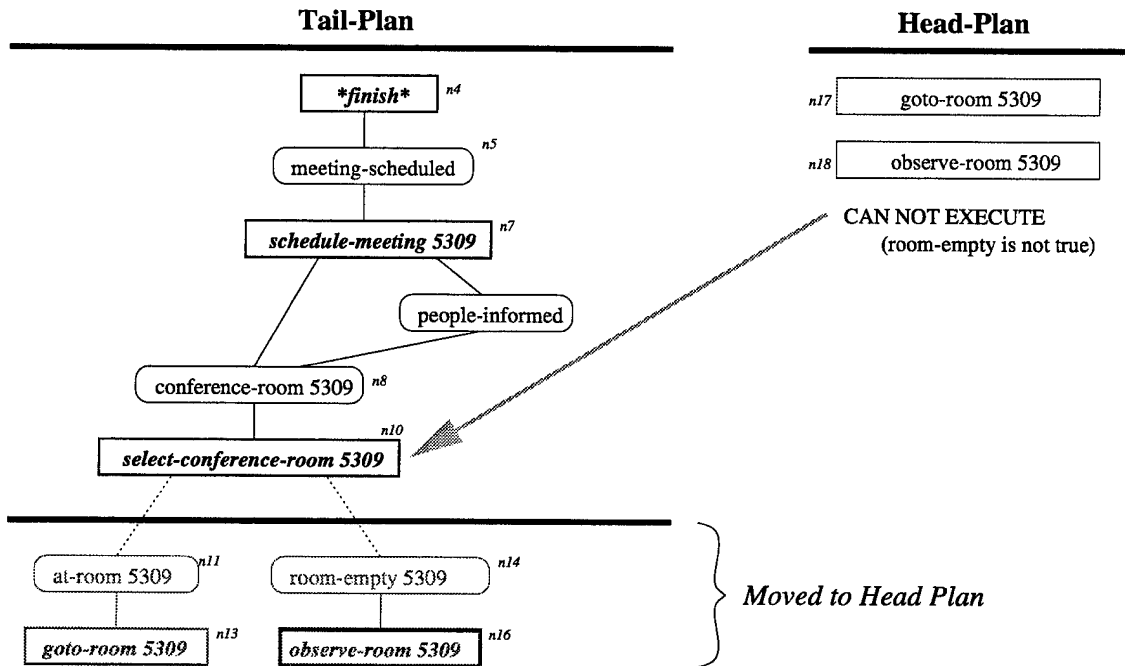 Tail-Plan
Head-Plan
*finish*
n4
n17
goto-room 5309
n5
meeting-scheduled
n18
observe-room 5309
n7
schedule-meeting 5309
CAN NOT EXECUTE
(room-empty is not true)
people-informed
conference-room 5309
n8
n10
select-conference-room 5309
at-room 5309
n11
room-empty 5309
n14
Moved to Head Plan
goto-room 5309
n13
observe-room 5309
n16